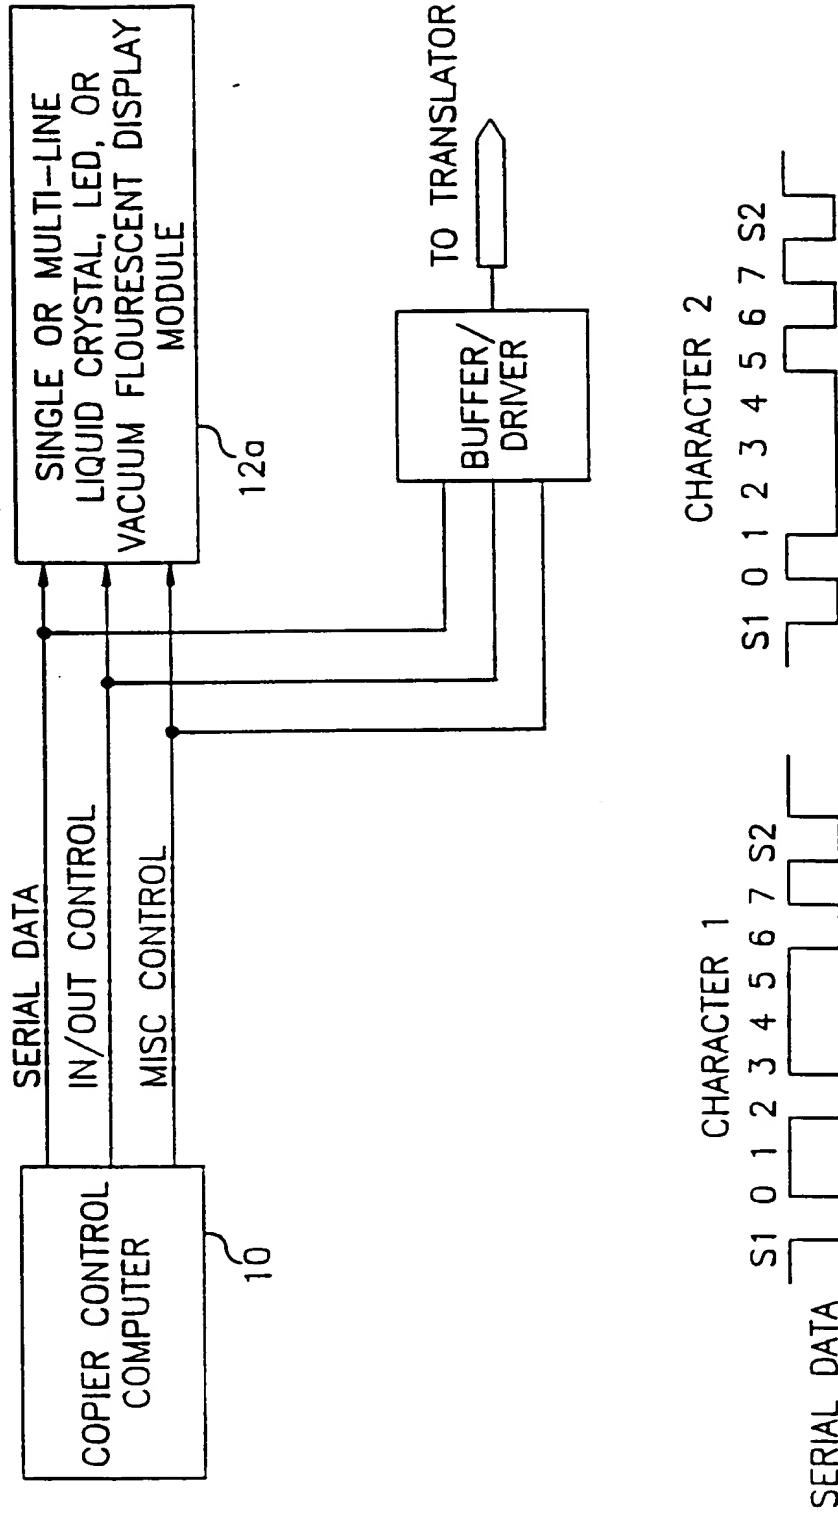 COPIER CONTROL
COMPUTER
10
SERIAL DATA
IN/OUT CONTROL
MISC CONTROL
SINGLE OR MULTI-LINE
LIQUID CRYSTAL, LED, OR
VACUUM FLOURESCENT DISPLAY
MODULE
12a
BUFFER/
DRIVER
TO TRANSLATOR
CHARACTER 1
CHARACTER 2
S1 0 1 2 3 4 5 6 7 S2
S1 0 1 2 3 4 5 6 7 S2
SERIAL DATA